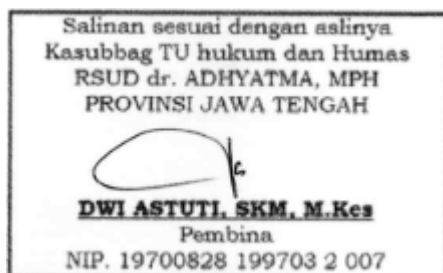 Salinan sesuai dengan aslinya
Kasubbag TU hukum dan Humas
RSUD dr. ADHYATMA, MPH
PROVINSI JAWA TENGAH
DWI ASTUTI, SKM, M.Kes
Pembina
NIP. 19700828 199703 2 007